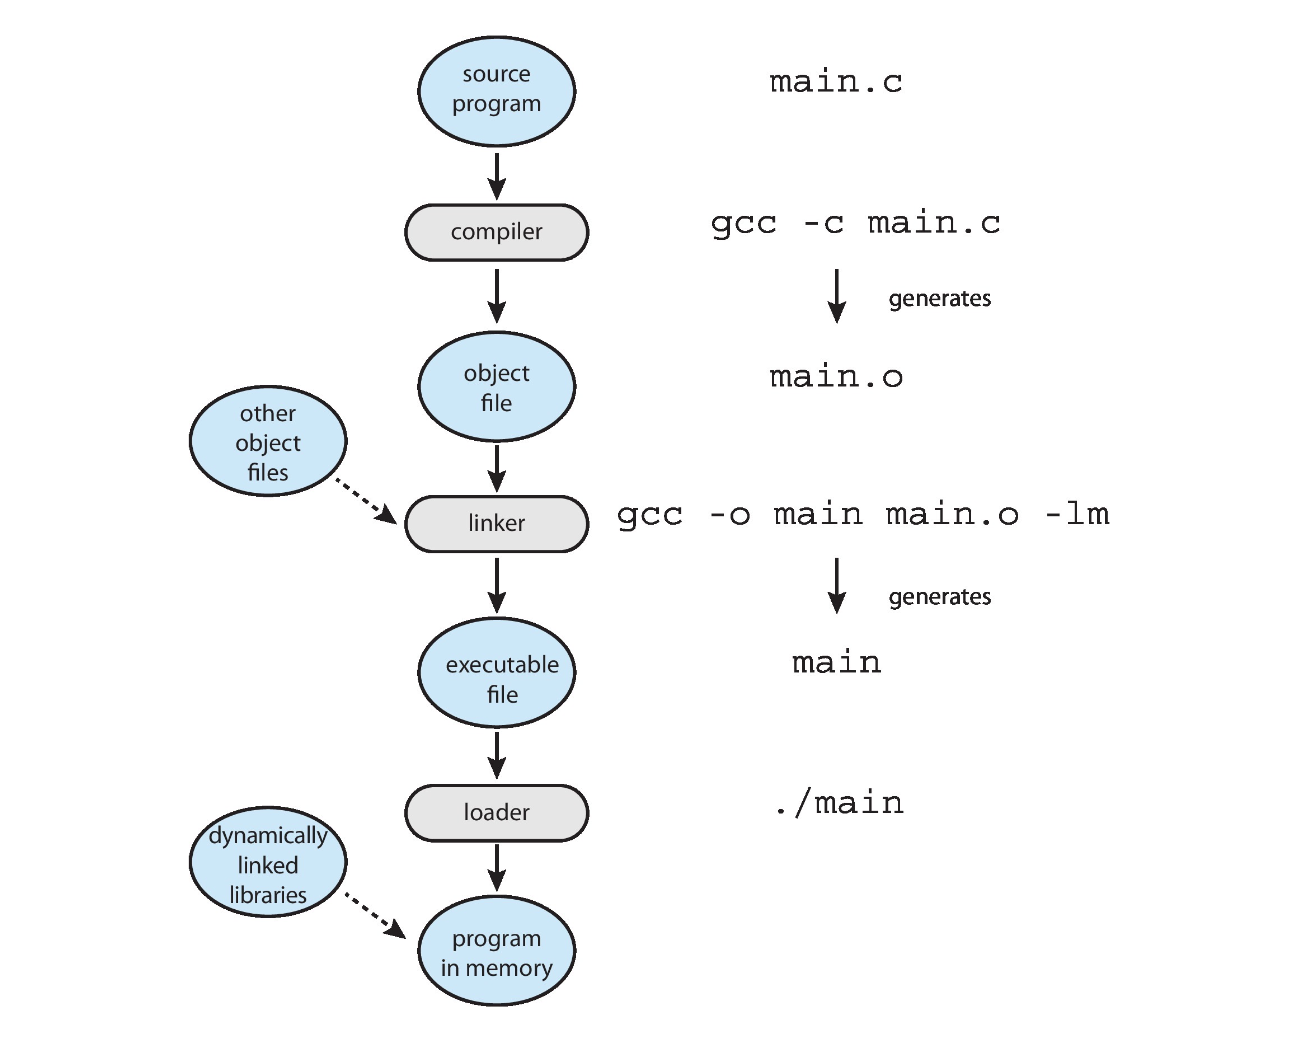 source
program
main.c
compiler
gcc -c main.c
generates
object
file
main.o
other
object
files
linker
gcc -o main main.o -lm
generates
executable
file
main
loader
./main
dynamically
linked
libraries
program
in memory